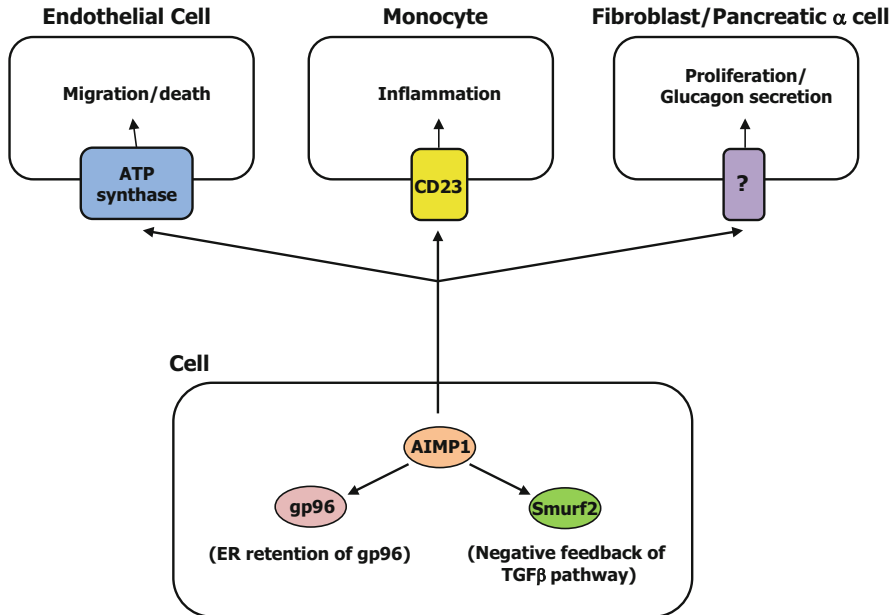 Endothelial Cell
Monocyte
Fibroblast/Pancreatic α cell
Migration/death
Inflammation
Proliferation/
Glucagon secretion
ATP
synthase
CD23
?
Cell
AIMP1
gp96
Smurf2
(ER retention of gp96)
(Negative feedback of
TGFβ pathway)